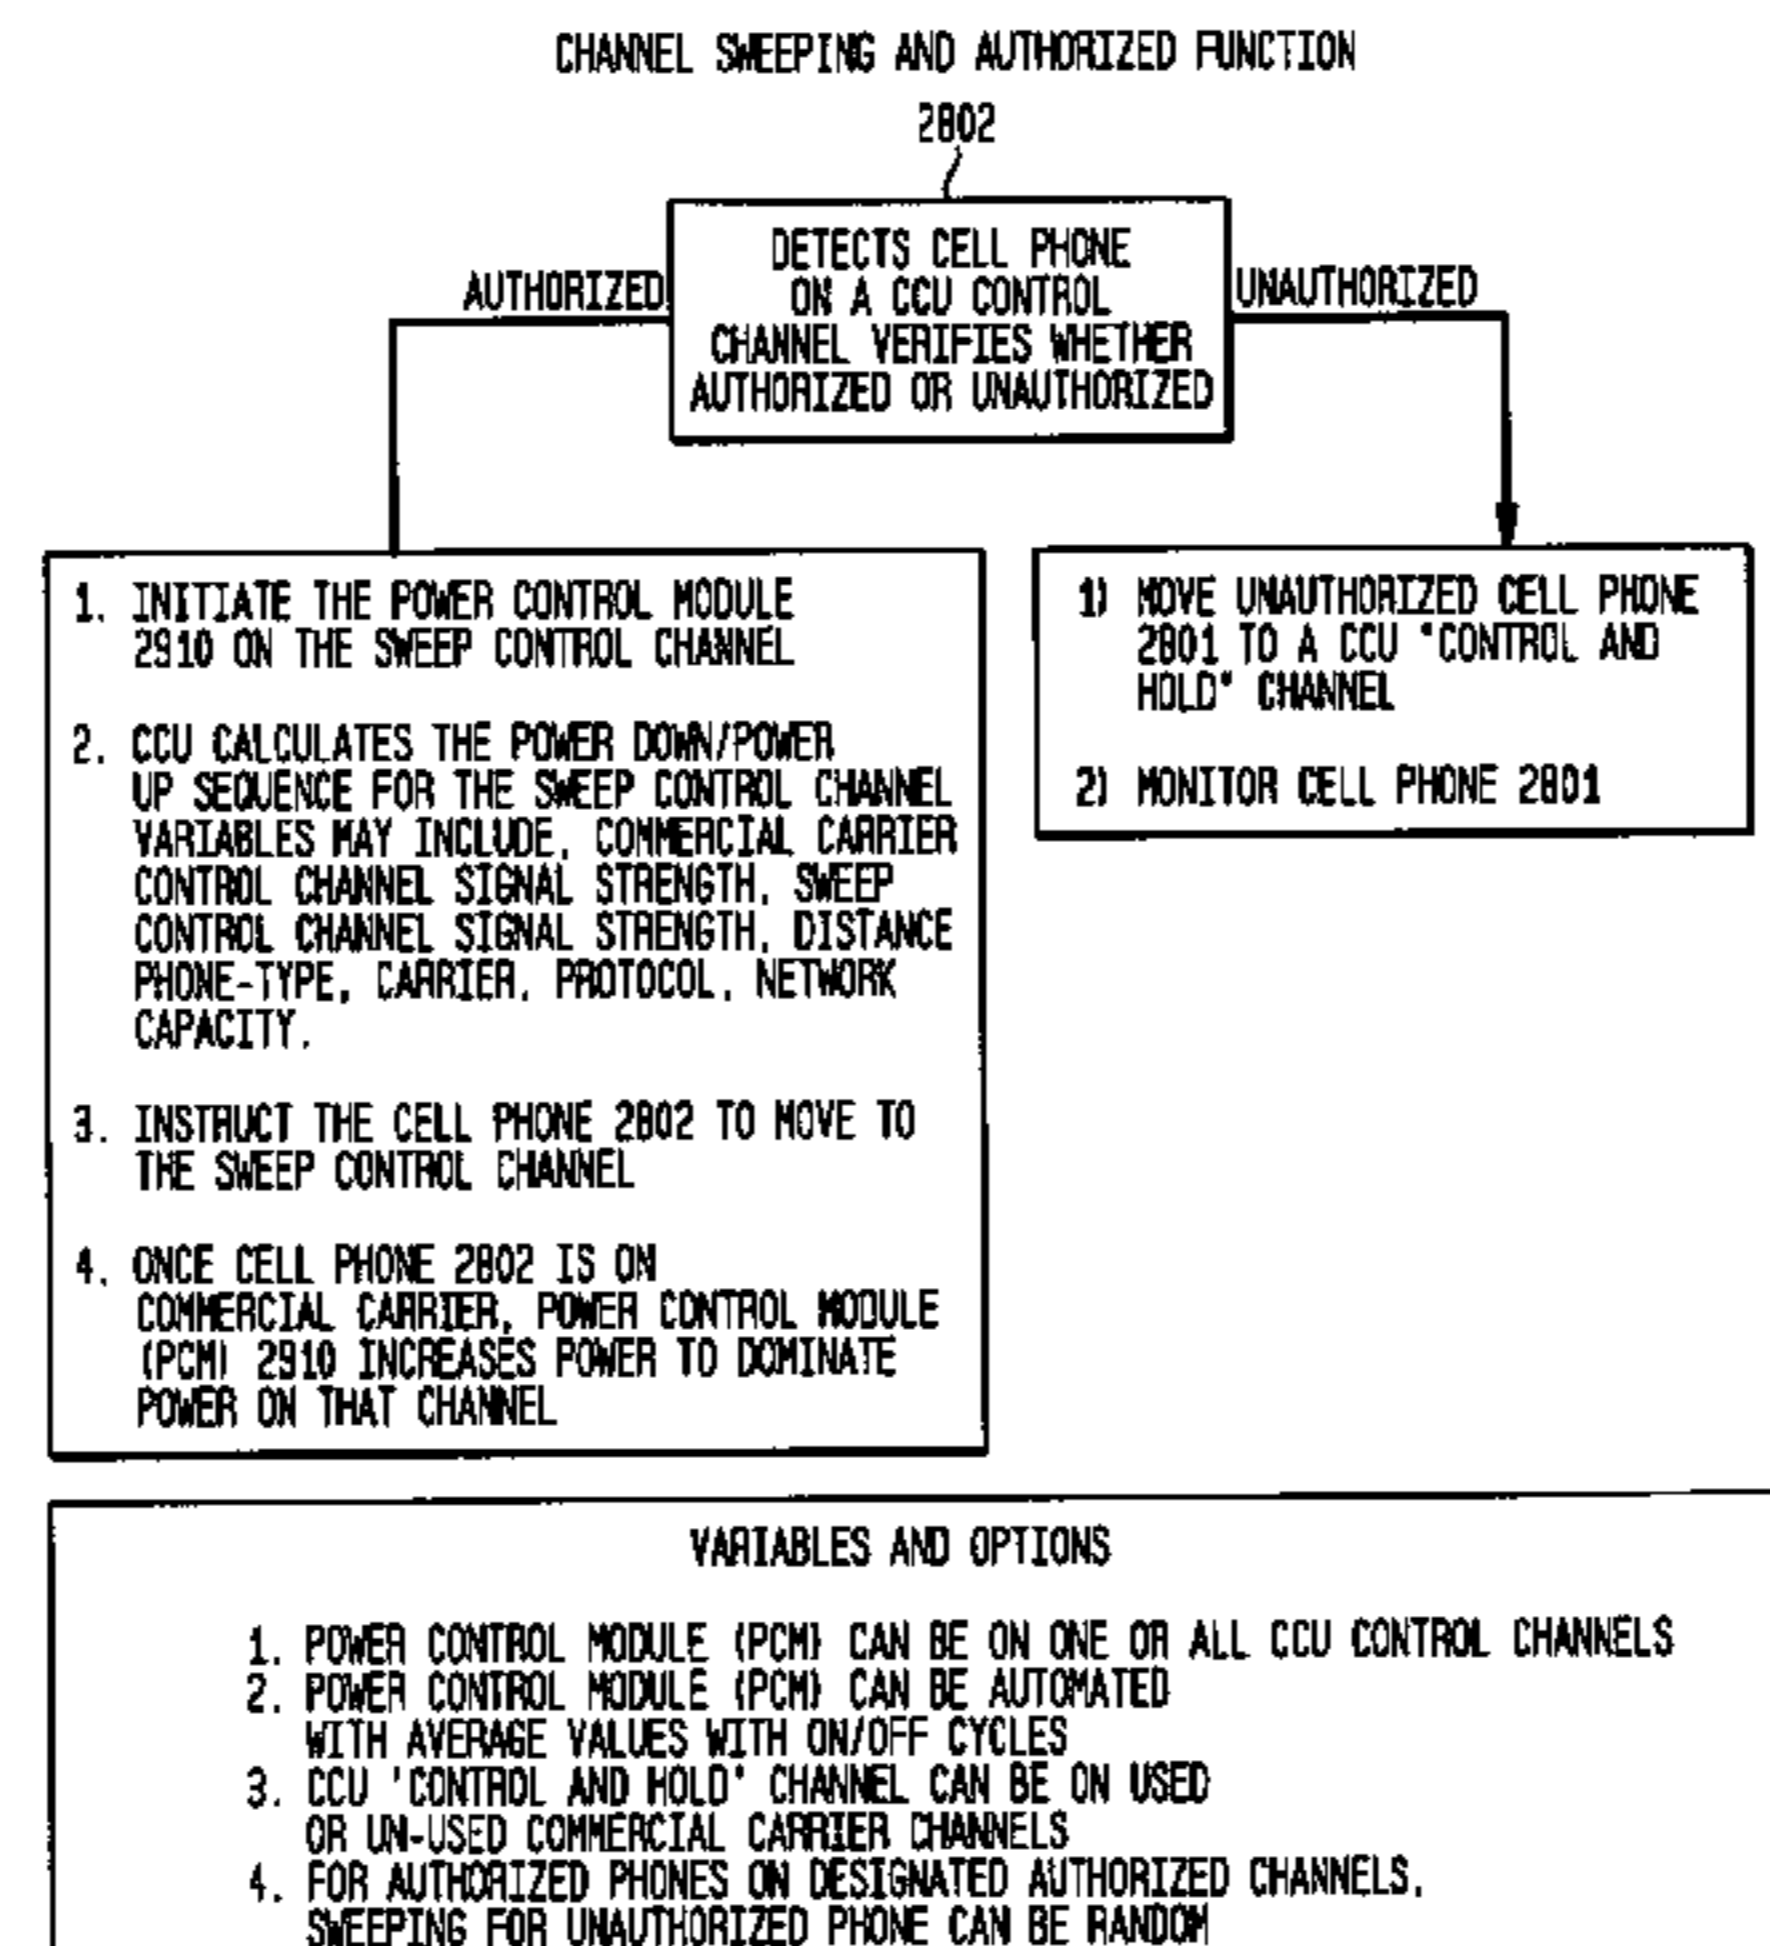 CHANNEL SWEEPING AND AUTHORIZED FUNCTION
2802
DETECTS CELL PHONE
ON A CCU CONTROL
CHANNEL VERIFIES WHETHER
AUTHORIZED OR UNAUTHORIZED
AUTHORIZED
UNAUTHORIZED
1. INITIATE THE POWER CONTROL MODULE
2910 ON THE SWEEP CONTROL CHANNEL
2. CCU CALCULATES THE POWER DOWN/POWER
UP SEQUENCE FOR THE SWEEP CONTROL CHANNEL
VARIABLES MAY INCLUDE, COMMERCIAL CARRIER
CONTROL CHANNEL SIGNAL STRENGTH, SWEEP
CONTROL CHANNEL SIGNAL STRENGTH, DISTANCE
PHONE-TYPE, CARRIER, PROTOCOL, NETWORK
CAPACITY.
3. INSTRUCT THE CELL PHONE 2802 TO MOVE TO
THE SWEEP CONTROL CHANNEL
4. ONCE CELL PHONE 2802 IS ON
COMMERCIAL CARRIER, POWER CONTROL MODULE
(PCM) 2910 INCREASES POWER TO DOMINATE
POWER ON THAT CHANNEL
1) MOVE UNAUTHORIZED CELL PHONE
2801 TO A CCU "CONTROL AND
HOLD" CHANNEL
2) MONITOR CELL PHONE 2801
VARIABLES AND OPTIONS
1. POWER CONTROL MODULE (PCM) CAN BE ON ONE OR ALL CCU CONTROL CHANNELS
2. POWER CONTROL MODULE (PCM) CAN BE AUTOMATED
WITH AVERAGE VALUES WITH ON/OFF CYCLES
3. CCU 'CONTROL AND HOLD" CHANNEL CAN BE ON USED
OR UN-USED COMMERCIAL CARRIER CHANNELS
4. FOR AUTHORIZED PHONES ON DESIGNATED AUTHORIZED CHANNELS,
SWEEPING FOR UNAUTHORIZED PHONE CAN BE RANDOM